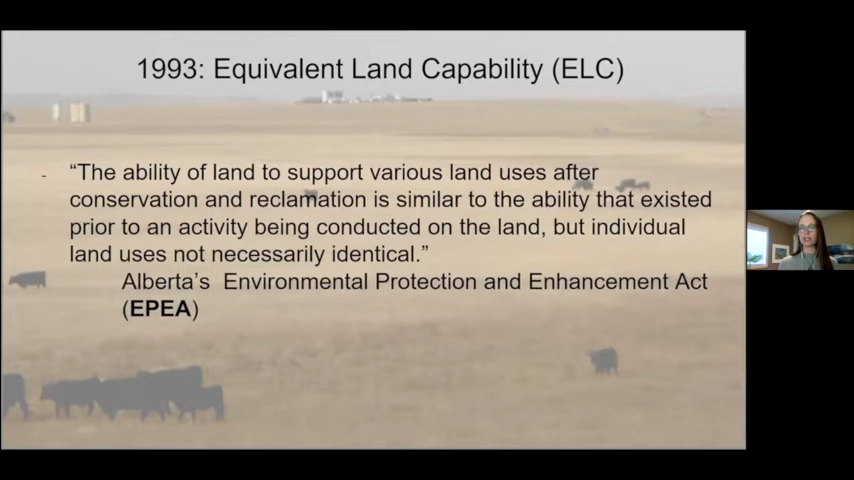 1993: Equivalent Land Capability (ELC)
- “The ability of land to support various land uses after
conservation and reclamation is similar to the ability that existed
prior to an activity being conducted on the land, but individual
land uses not necessarily identical.”
Alberta’s Environmental Protection and Enhancement Act
(EPEA)